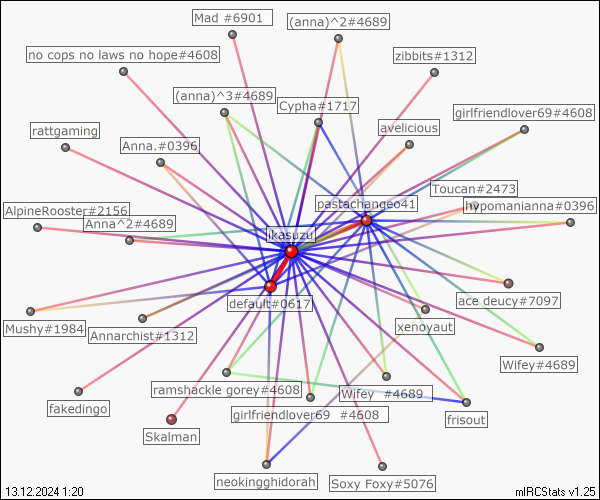 Mad #6901
(anna)^2#4689
no cops no laws no hope#4608
zibbits#1312
(anna)^3#4689
Cypha#1717
girlfriendlover69#4608
rattgaming
Anna.#0396
avelicious
Toucan#2473
pastachangeo41
hypomanianna#0396
AlpineRooster#2156
Anna^2#4689
ikasuzu
default#0617
ace deucy#7097
Mushy#1984
Annarchist#1312
xenoyaut
Wifey#4689
ramshackle gorey#4608
Wifey  #4689
fakedingo
girlfriendlover69  #4608
frisout
Skalman
neokingghidorah
Soxy Foxy#5076
13.12.2024 1:20
mIRCStats v1.25